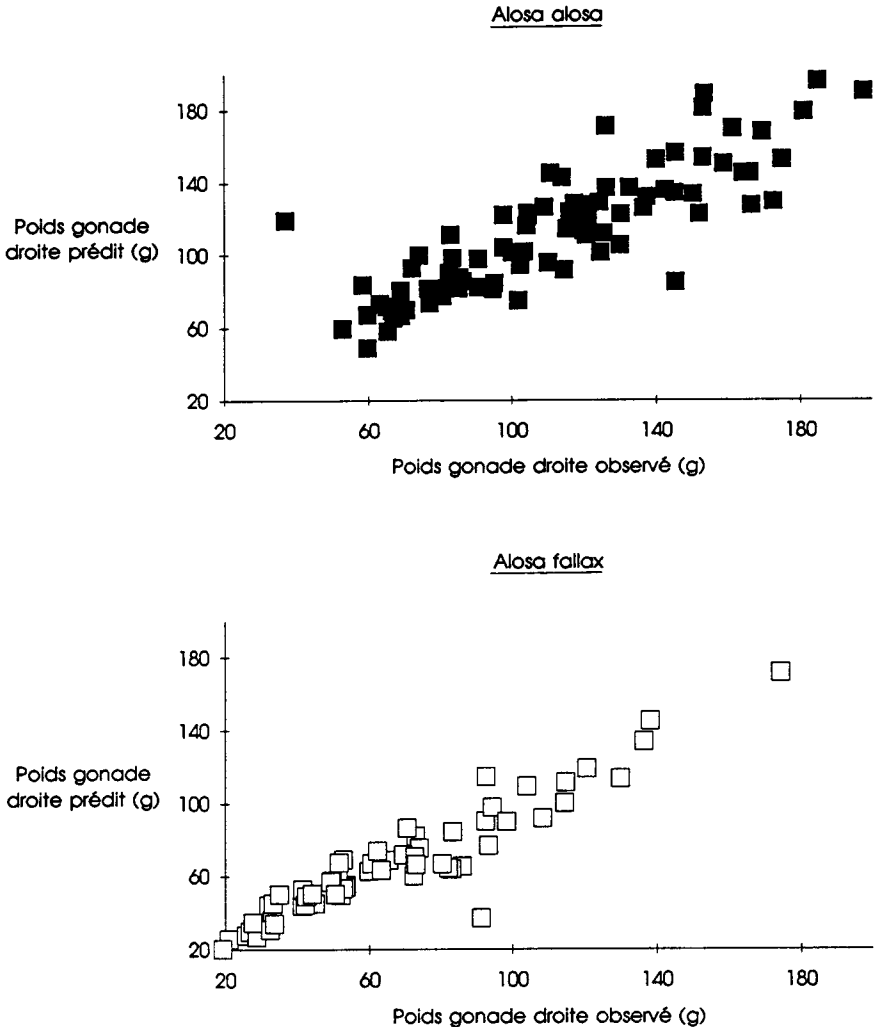 Alosa alosa
180
140
Poids gonade
droite prédit (g)
100
60
20
20 60 100 140 180
Poids gonade droite observé (g)
Alosa fallax
180
140
Poids gonade
droite prédit (g)
100
60
20
20 60 100 140 180
Poids gonade droite observé (g)